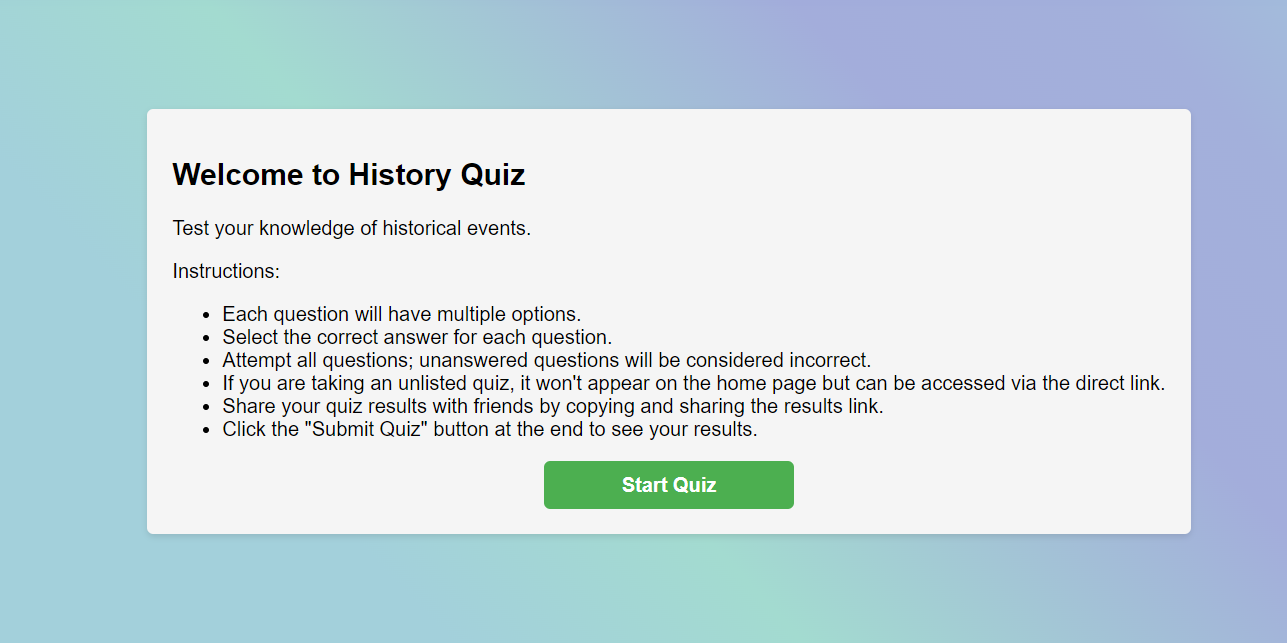 Welcome to History Quiz
Test your knowledge of historical events.
Instructions:
Each question will have multiple options.
Select the correct answer for each question.
Attempt all questions; unanswered questions will be considered incorrect.
If you are taking an unlisted quiz, it won't appear on the home page but can be accessed via the direct link.
Share your quiz results with friends by copying and sharing the results link.
Click the "Submit Quiz" button at the end to see your results.
Start Quiz